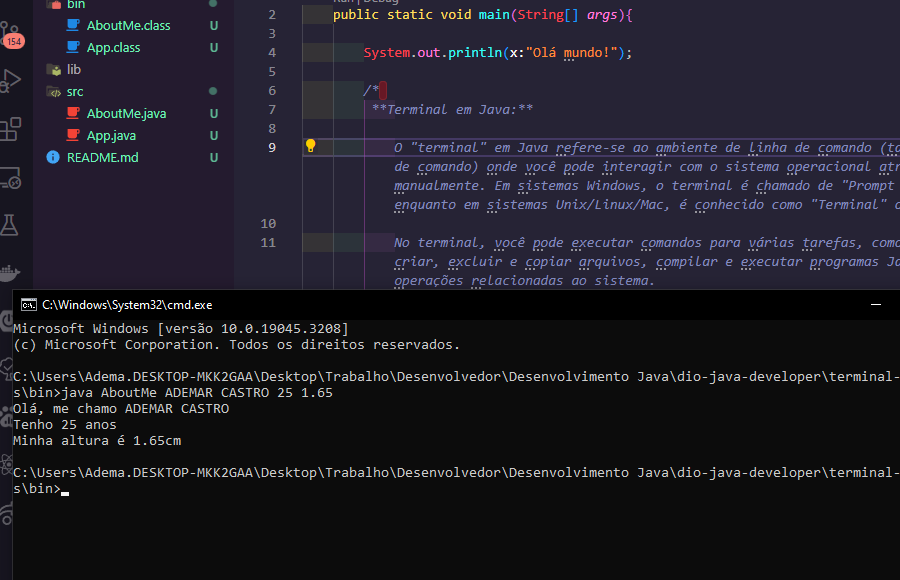 Run | Debug
bin
AboutMe.class U
App.class U
lib
src
AboutMe.java U
App.java U
README.md U
154
2 public static void main(String[] args){
3
4 System.out.println(x:"Olá mundo!");
5
6 /*
7 **Terminal em Java:**
8
9 O "terminal" em Java refere-se ao ambiente de linha de comando (ta
de comando) onde você pode interagir com o sistema operacional atr
manualmente. Em sistemas Windows, o terminal é chamado de "Prompt
enquanto em sistemas Unix/Linux/Mac, é conhecido como "Terminal" o
10
11 No terminal, você pode executar comandos para várias tarefas, como
criar, excluir e copiar arquivos, compilar e executar programas Ja
operações relacionadas ao sistema.
C:\Windows\System32\cmd.exe
Microsoft Windows [versão 10.0.19045.3208]
(c) Microsoft Corporation. Todos os direitos reservados.
C:\Users\Adema.DESKTOP-MKK2GAA\Desktop\Trabalho\Desenvolvedor\Desenvolvimento Java\dio-java-developer\terminal-
s\bin>java AboutMe ADEMAR CASTRO 25 1.65
Olá, me chamo ADEMAR CASTRO
Tenho 25 anos
Minha altura é 1.65cm
C:\Users\Adema.DESKTOP-MKK2GAA\Desktop\Trabalho\Desenvolvedor\Desenvolvimento Java\dio-java-developer\terminal-
s\bin>